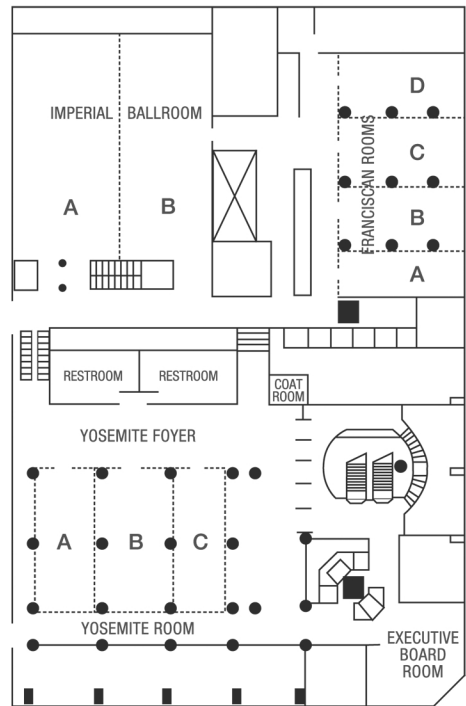 D
IMPERIAL BALLROOM
FRANCISCAN ROOMS
C
A B
B
A
RESTROOM RESTROOM
COAT
ROOM
YOSEMITE FOYER
A B C
YOSEMITE ROOM
EXECUTIVE
BOARD
ROOM